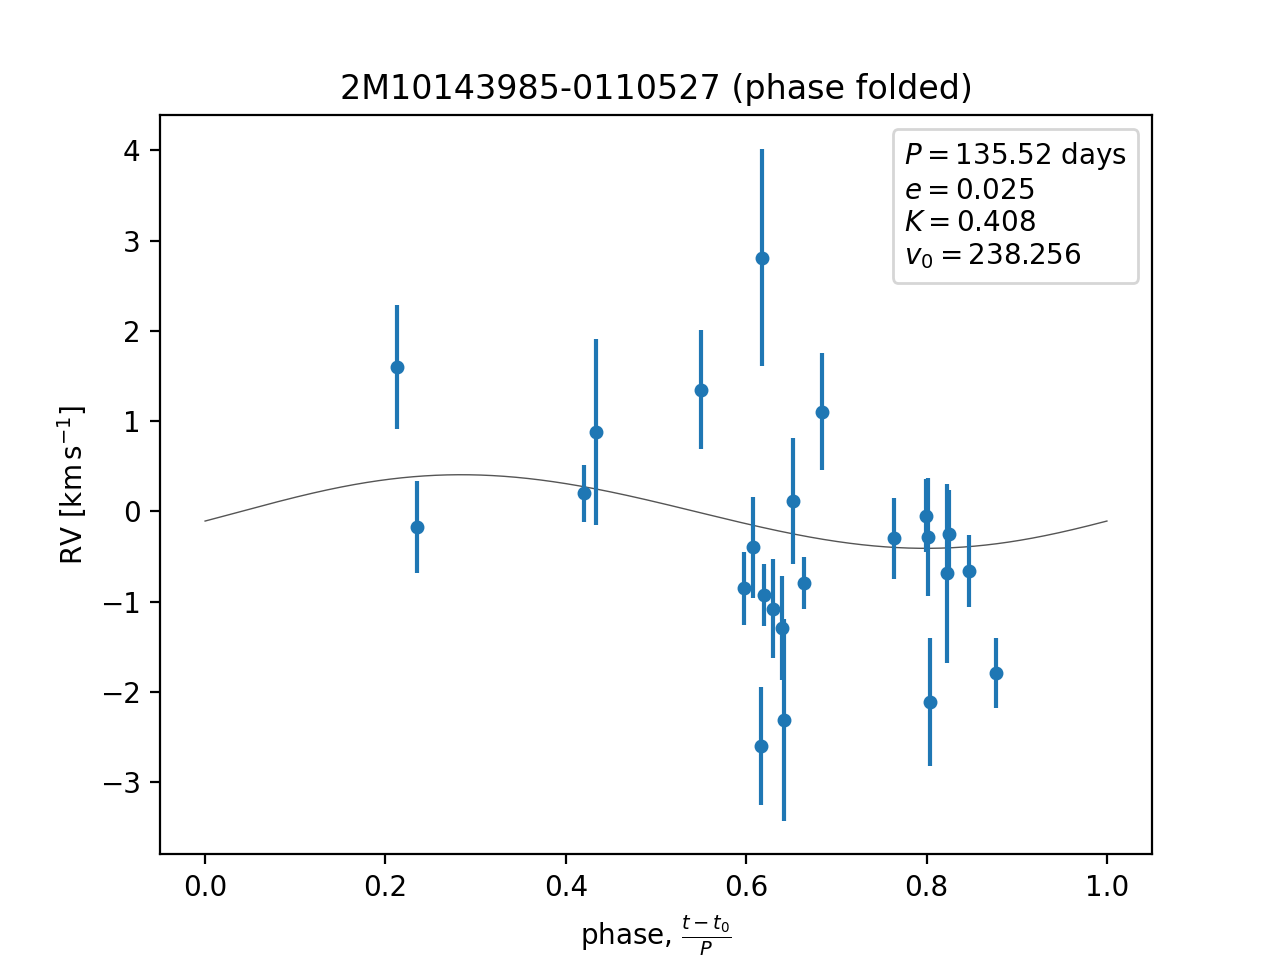 2M10143985-0110527 (phase folded)
P = 135.52 days
e = 0.025
K = 0.408
v₀ = 238.256
RV [km s⁻¹]
4
3
2
1
0
−1
−2
−3
0.0 0.2 0.4 0.6 0.8 1.0
phase, (t − t₀)/P